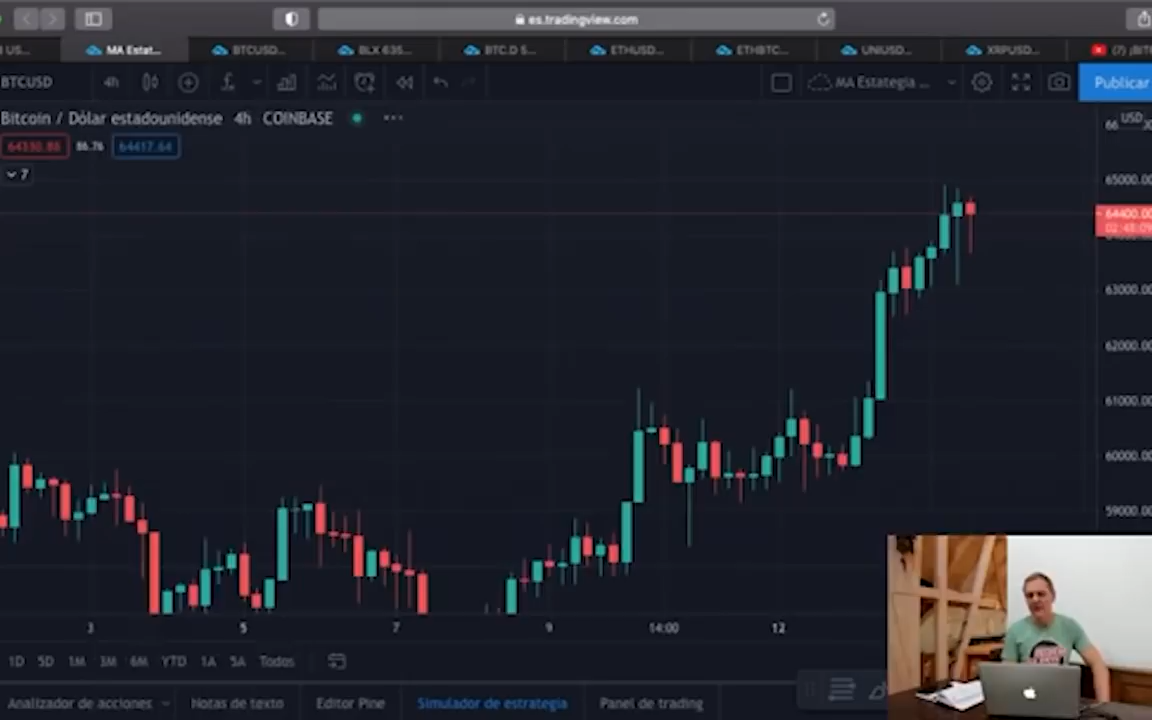 es.tradingview.com
US...
MA Estat...
BTCUSD...
BLX 635...
BTC.D 5...
ETHUSD...
ETHBTC...
UNIUSD...
XRPUSD...
(7) ¡BIT
BTCUSD
4h
MA Estategia ...
Publicar
Bitcoin / Dólar estadounidense 4h COINBASE
USD
66
86.76
64417.64
7
65000.00
64400.00
02:48:09
63000.00
62000.00
61000.00
60000.00
59000.00
3 5 7 9 14:00 12
1D 5D 1M 3M 6M YTD 1A 5A Todos
Analizador de acciones
Notas de texto
Editor Pine
Simulador de estrategia
Panel de trading